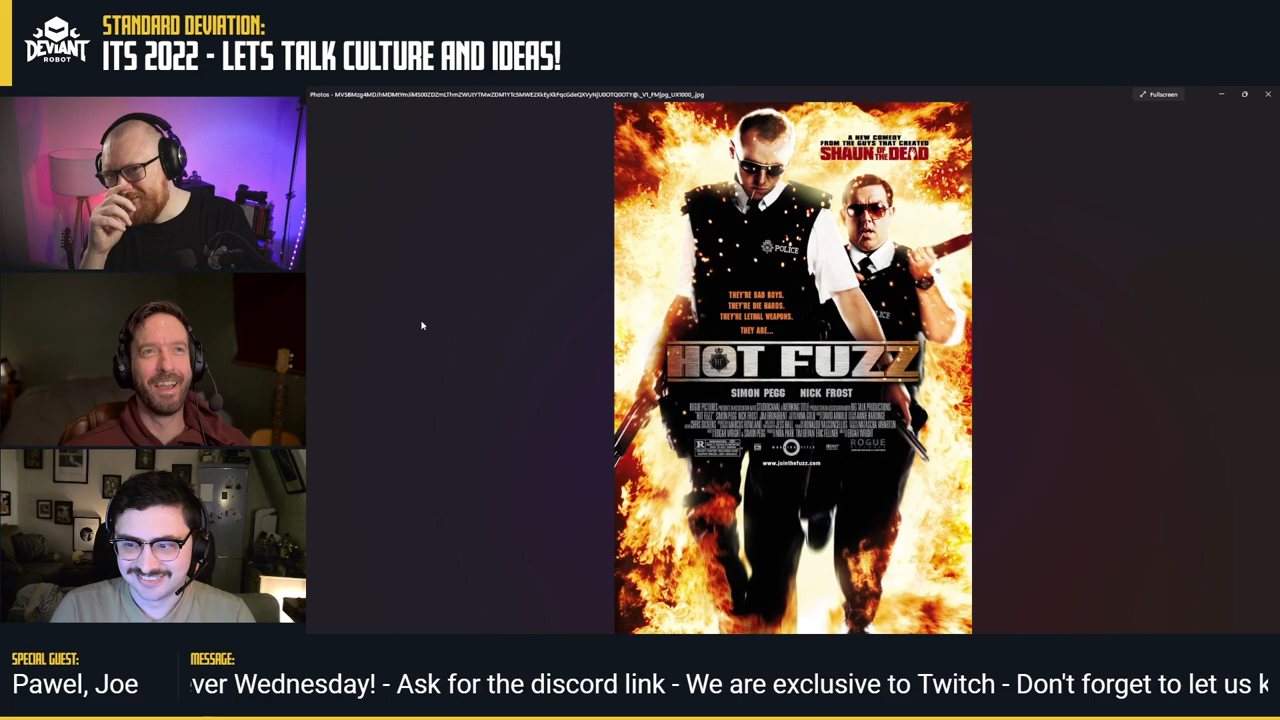 DEVIANT
ROBOT
STANDARD DEVIATION:
ITS 2022 - LETS TALK CULTURE AND IDEAS!
Photos -
Fullscreen
A NEW COMEDY
FROM THE GUYS THAT CREATED
SHAUN OF THE DEAD
POLICE
LICE
THEY'RE BAD BOYS.
THEY'RE DIE HARDS.
THEY'RE LETHAL WEAPONS.
THEY ARE...
HOT FUZZ
SIMON PEGG NICK FROST
R
ROGUE
www.jointhefuzz.com
SPECIAL GUEST:
Pawel, Joe
MESSAGE:
ver Wednesday! - Ask for the discord link - We are exclusive to Twitch - Don't forget to let us k